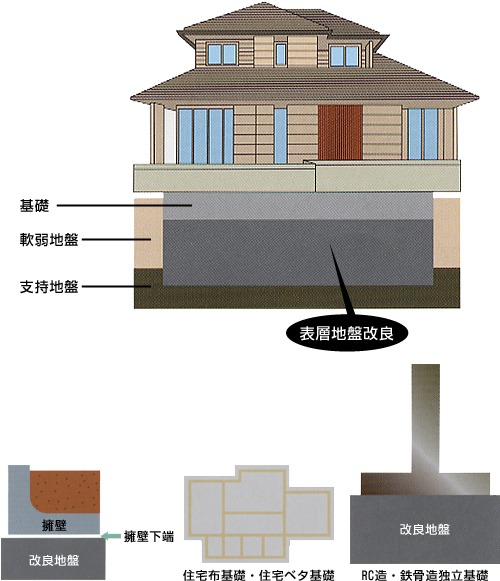 基礎
軟弱地盤
支持地盤
表層地盤改良
擁壁
擁壁下端
改良地盤
住宅布基礎・住宅ベタ基礎
改良地盤
RC造・鉄骨造独立基礎